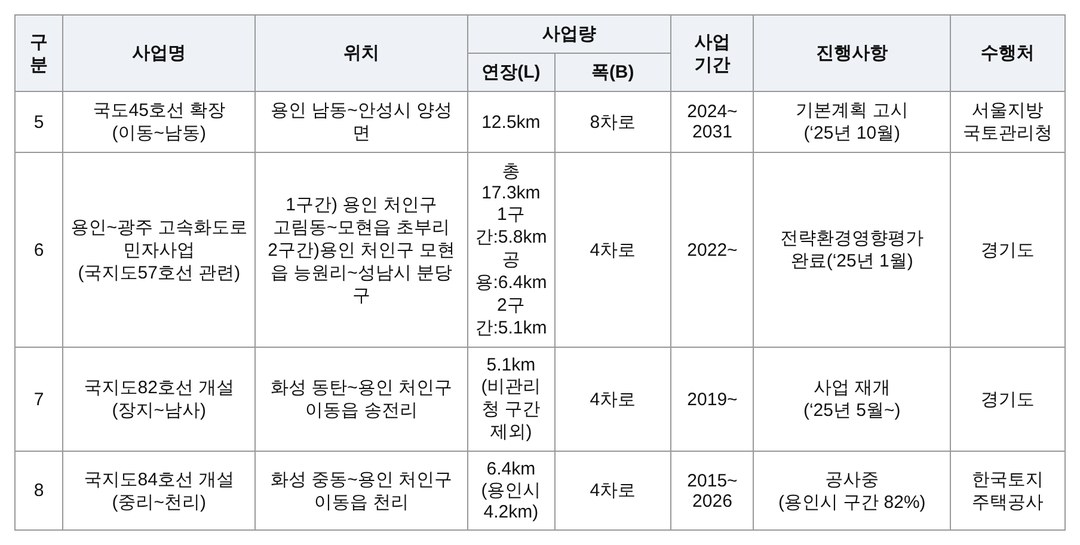 구
분
사업명
위치
사업량
연장(L)
폭(B)
사업
기간
진행사항
수행처
5
국도45호선 확장
(이동~남동)
용인 남동~안성시 양성
면
12.5km
8차로
2024~
2031
기본계획 고시
(‘25년 10월)
서울지방
국토관리청
6
용인~광주 고속화도로
민자사업
(국지도57호선 관련)
1구간) 용인 처인구
고림동~모현읍 초부리
2구간)용인 처인구 모현
읍 능원리~성남시 분당
구
총
17.3km
1구
간:5.8km
공
용:6.4km
2구
간:5.1km
4차로
2022~
전략환경영향평가
완료(‘25년 1월)
경기도
7
국지도82호선 개설
(장지~남사)
화성 동탄~용인 처인구
이동읍 송전리
5.1km
(비관리
청 구간
제외)
4차로
2019~
사업 재개
(‘25년 5월~)
경기도
8
국지도84호선 개설
(중리~천리)
화성 중동~용인 처인구
이동읍 천리
6.4km
(용인시
4.2km)
4차로
2015~
2026
공사중
(용인시 구간 82%)
한국토지
주택공사